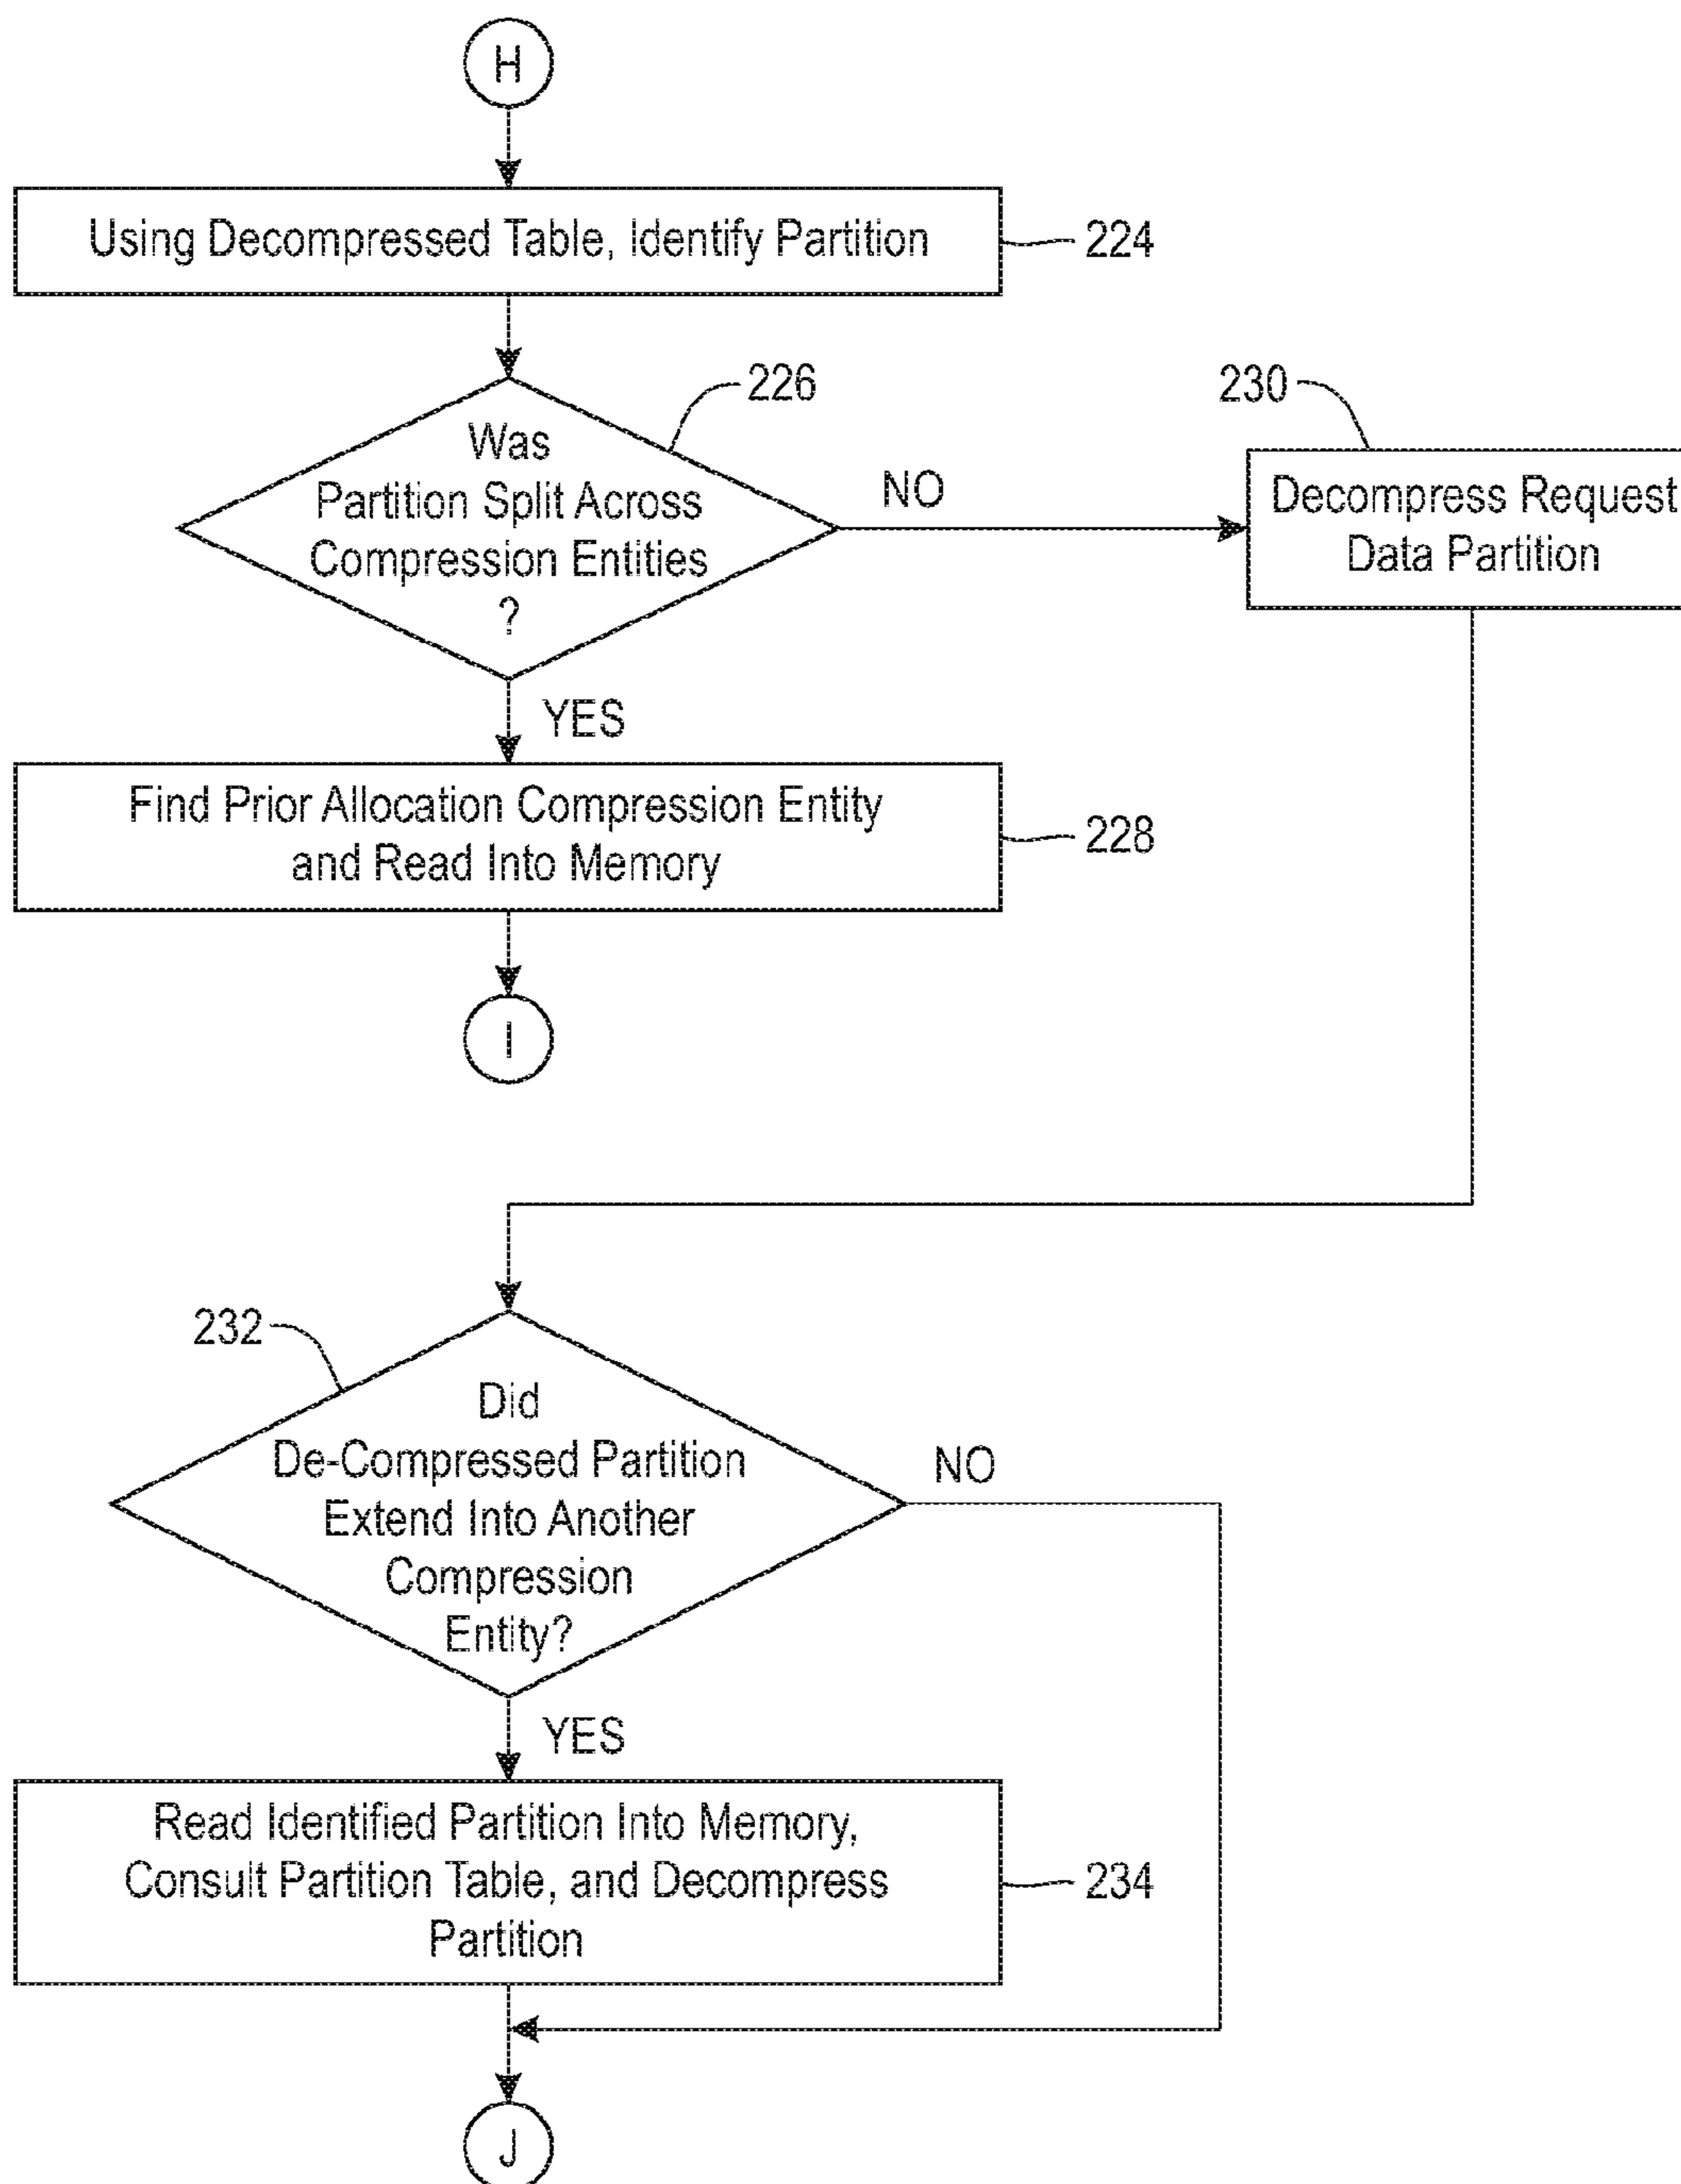 H
Using Decompressed Table, Identify Partition
224
226
Was
Partition Split Across
Compression Entities
?
NO
230
Decompress Request
Data Partition
YES
Find Prior Allocation Compression Entity
and Read Into Memory
228
I
232
Did
De-Compressed Partition
Extend Into Another
Compression
Entity?
NO
YES
Read Identified Partition Into Memory,
Consult Partition Table, and Decompress
Partition
234
J